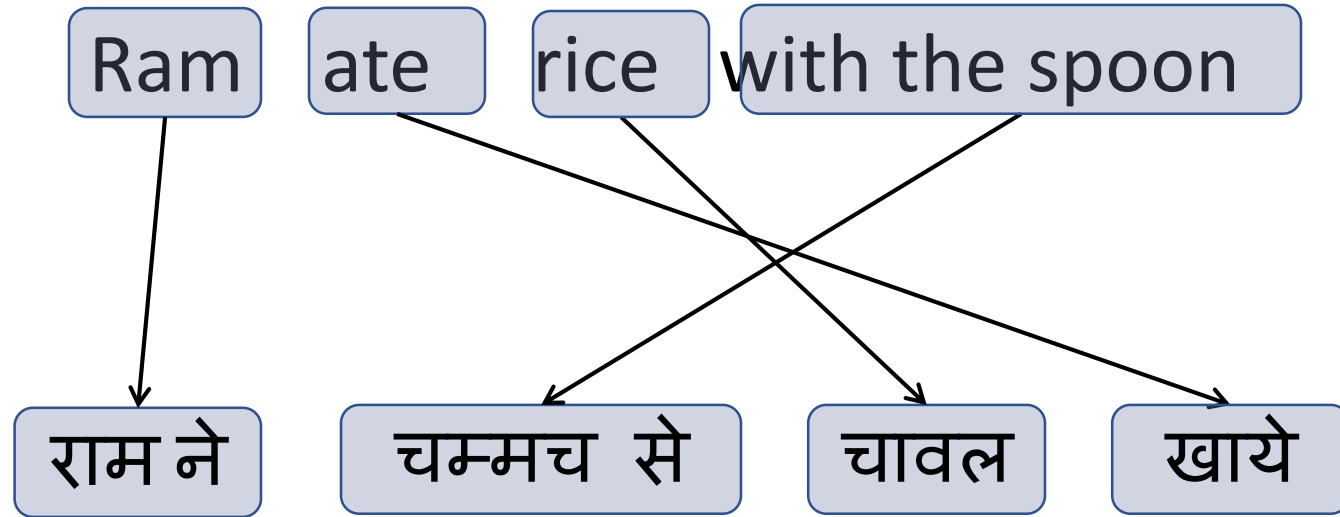 Ram ate rice with the spoon
राम ने चम्मच से चावल खाये